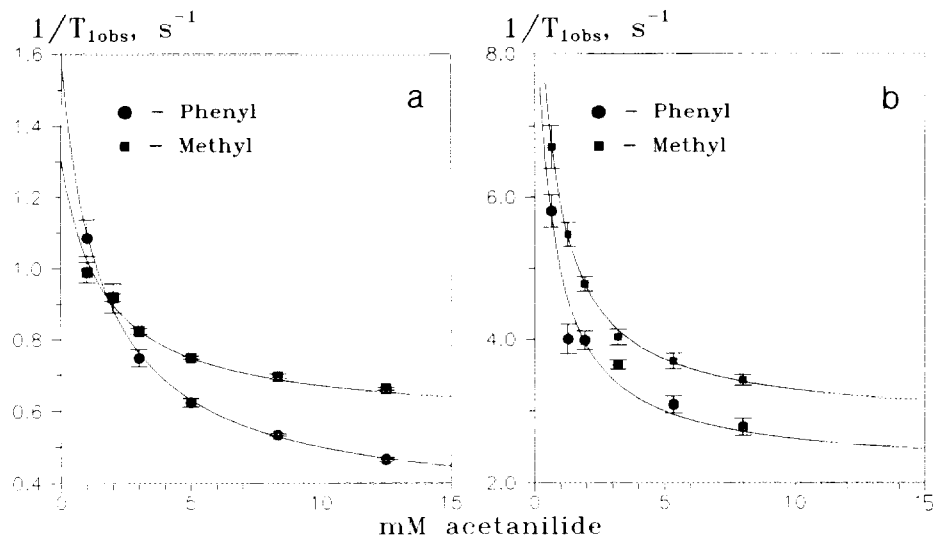 1/T1obs, s−1
1.6
1.4
1.2
1.0
0.8
0.6
0.4
a
● – Phenyl
■ – Methyl
0
5
10
15
1/T1obs, s−1
8.0
6.0
4.0
2.0
b
● – Phenyl
■ – Methyl
0
5
10
15
mM acetanilide